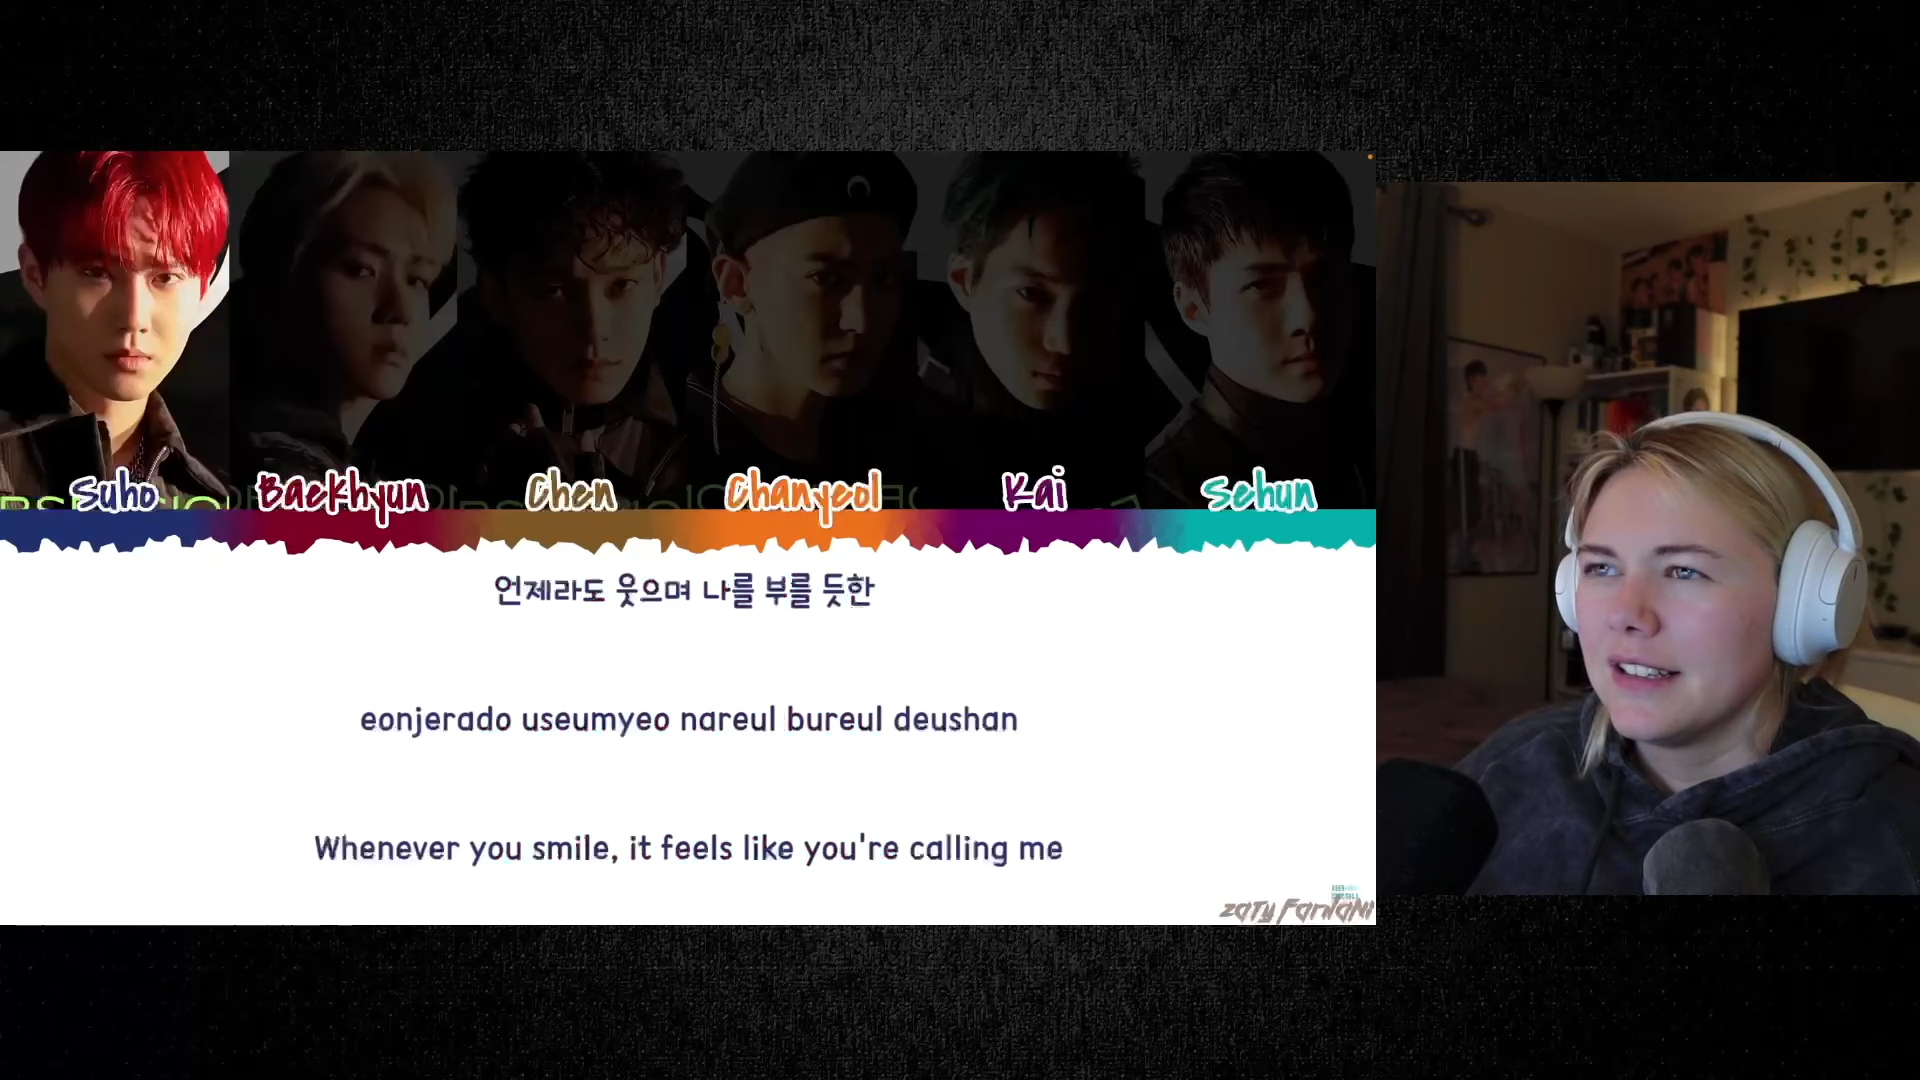 Suho
Baekhyun
Chen
Chanyeol
Kai
Sehun
언제라도 웃으며 나를 부를 듯한
eonjerado useumyeo nareul bureul deushan
Whenever you smile, it feels like you're calling me
zaty Fardani